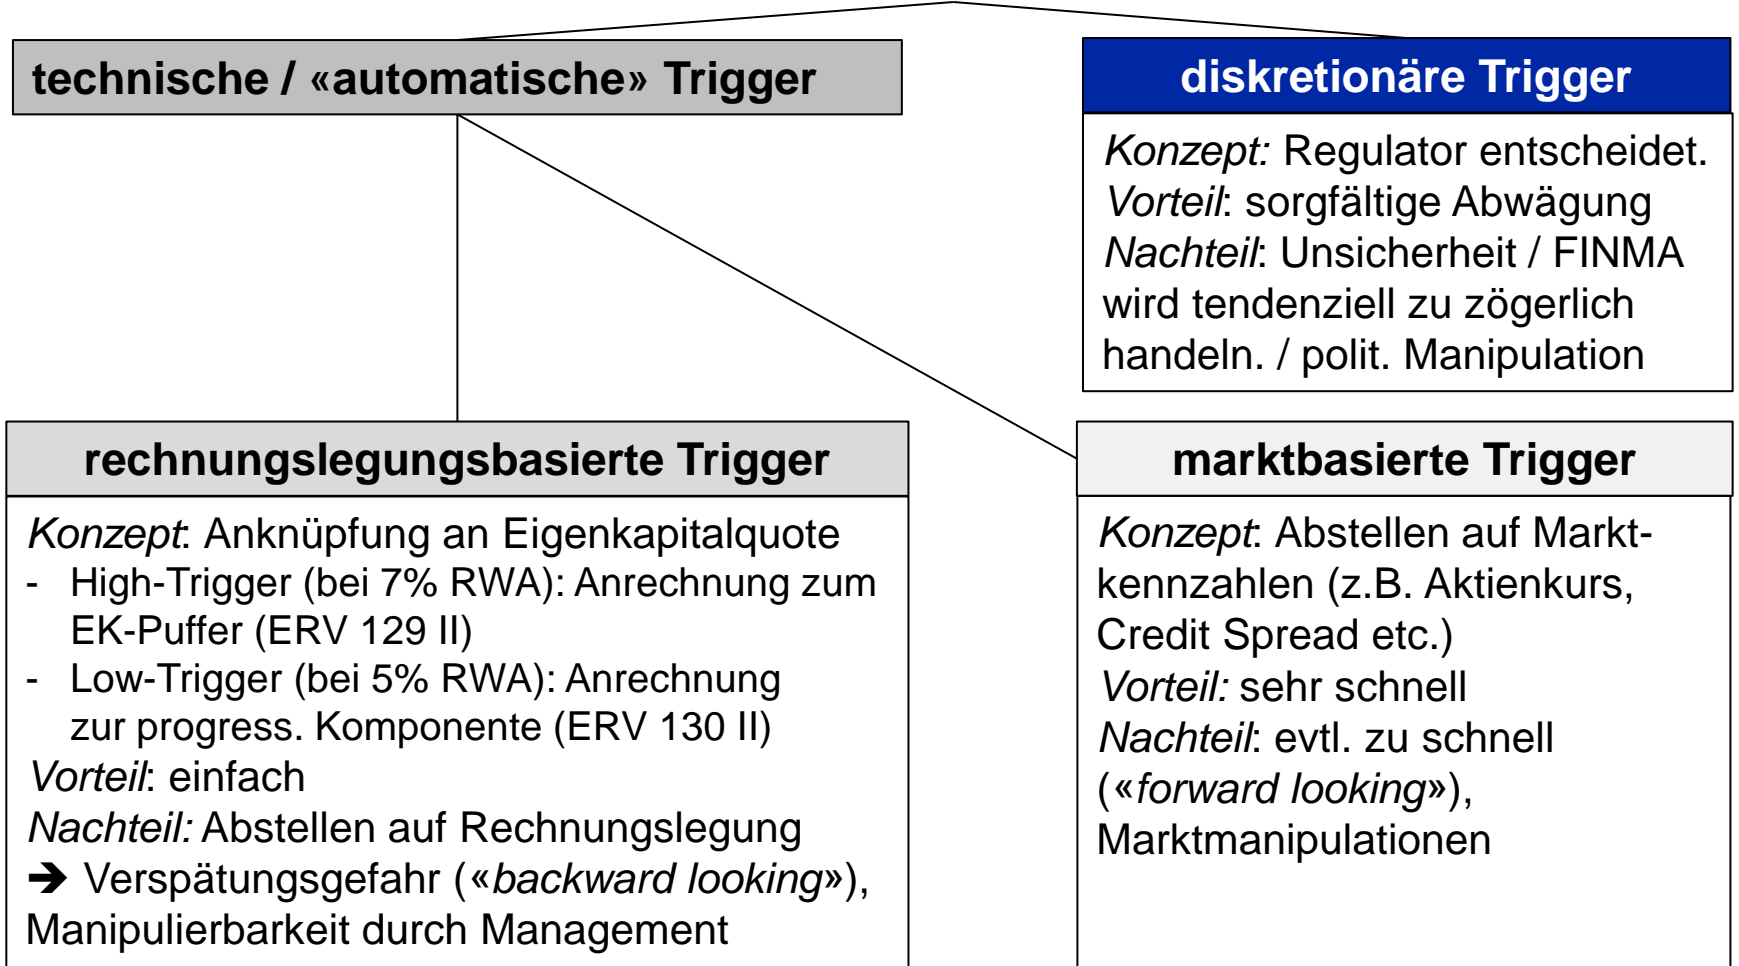 technische / «automatische» Trigger
diskretionäre Trigger
Konzept: Regulator entscheidet.
Vorteil: sorgfältige Abwägung
Nachteil: Unsicherheit / FINMA
wird tendenziell zu zögerlich
handeln. / polit. Manipulation
rechnungslegungsbasierte Trigger
Konzept: Anknüpfung an Eigenkapitalquote
- High-Trigger (bei 7% RWA): Anrechnung zum
EK-Puffer (ERV 129 II)
- Low-Trigger (bei 5% RWA): Anrechnung
zur progress. Komponente (ERV 130 II)
Vorteil: einfach
Nachteil: Abstellen auf Rechnungslegung
➔ Verspätungsgefahr («backward looking»),
Manipulierbarkeit durch Management
marktbasierte Trigger
Konzept: Abstellen auf Markt-
kennzahlen (z.B. Aktienkurs,
Credit Spread etc.)
Vorteil: sehr schnell
Nachteil: evtl. zu schnell
(«forward looking»),
Marktmanipulationen